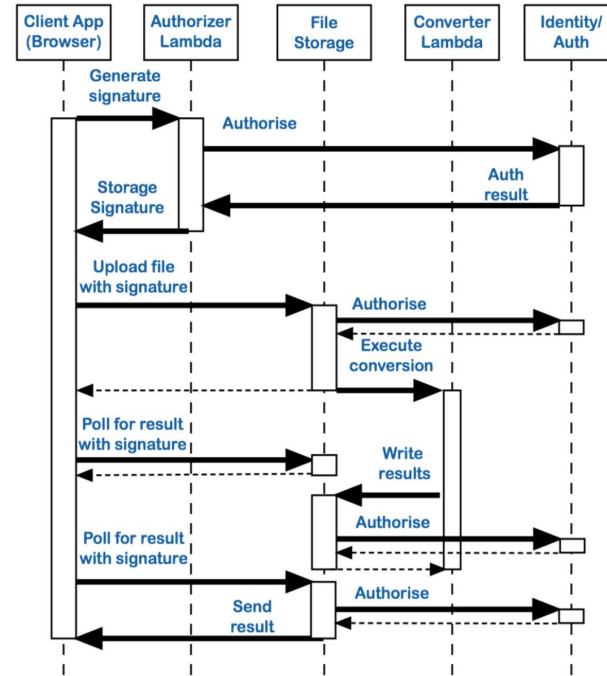 Client App
(Browser)
Authorizer
Lambda
File
Storage
Converter
Lambda
Identity/
Auth
Generate
signature
Authorise
Auth
result
Storage
Signature
Upload file
with signature
Authorise
Execute
conversion
Poll for result
with signature
Write
results
Authorise
Poll for result
with signature
Authorise
Send
result